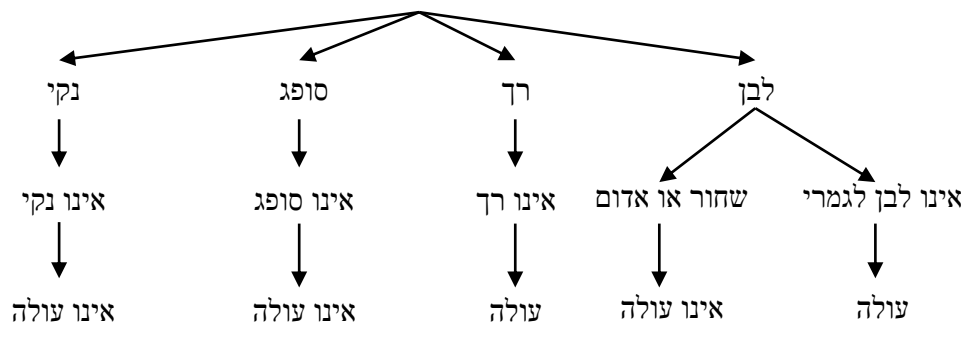 לבן רך סופג נקי
אינו לבן לגמרי שחור או אדום אינו רך אינו סופג אינו נקי
עולה אינו עולה עולה אינו עולה אינו עולה